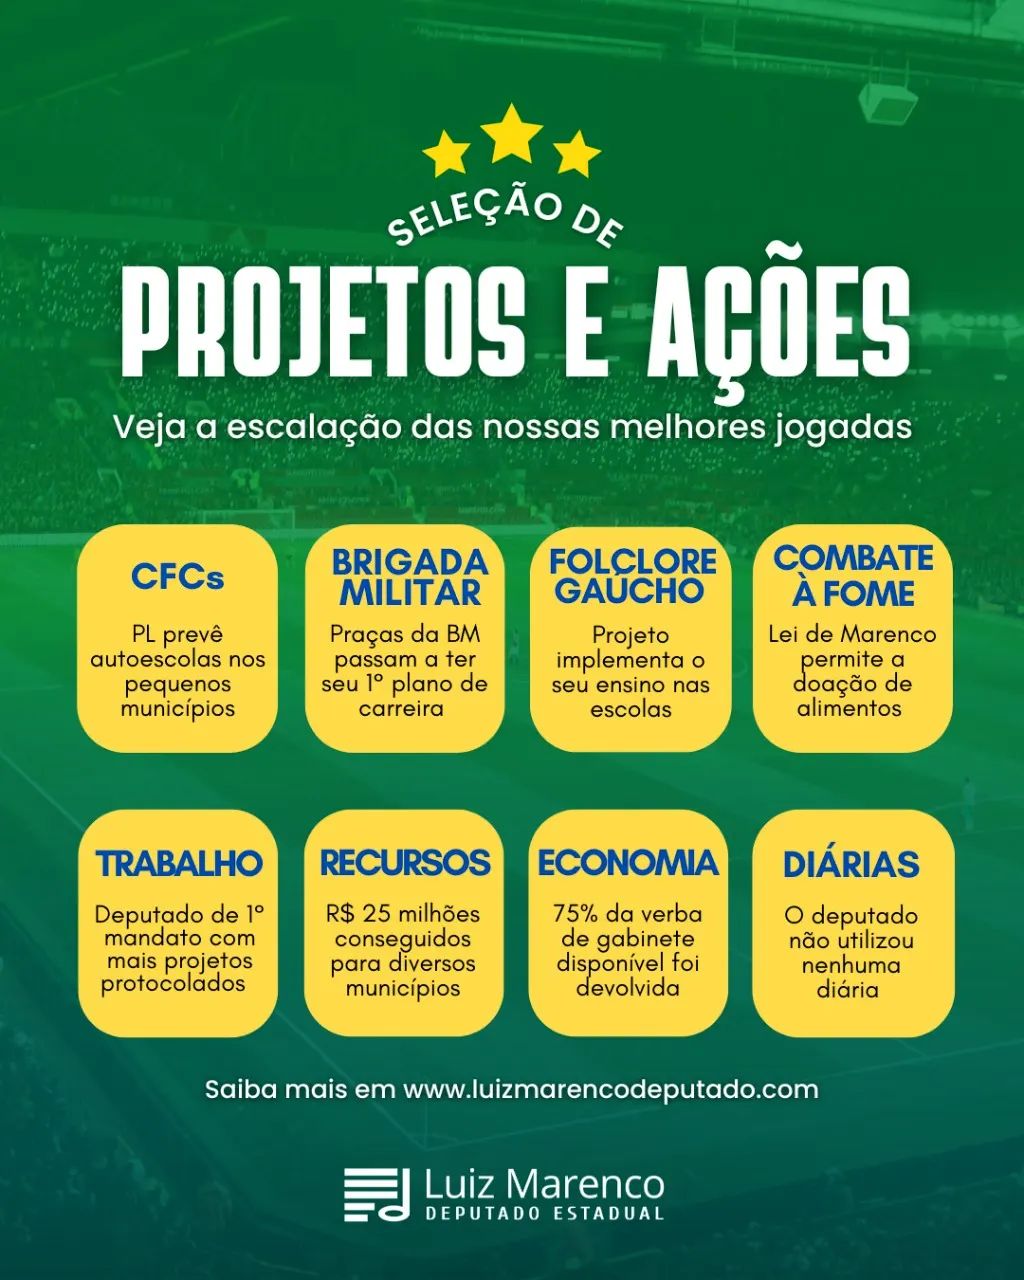 SELEÇÃO DE
PROJETOS E AÇÕES
Veja a escalação das nossas melhores jogadas
CFCs
PL prevê
autoescolas nos
pequenos
municípios
BRIGADA
MILITAR
Praças da BM
passam a ter
seu 1° plano de
carreira
FOLCLORE
GAÚCHO
Projeto
implementa o
seu ensino nas
escolas
COMBATE
À FOME
Lei de Marenco
permite a
doação de
alimentos
TRABALHO
Deputado de 1°
mandato com
mais projetos
protocolados
RECURSOS
R$ 25 milhões
conseguidos
para diversos
municípios
ECONOMIA
75% da verba
de gabinete
disponível foi
devolvida
DIÁRIAS
O deputado
não utilizou
nenhuma
diária
Saiba mais em www.luizmarencodeputado.com
Luiz Marenco
DEPUTADO ESTADUAL